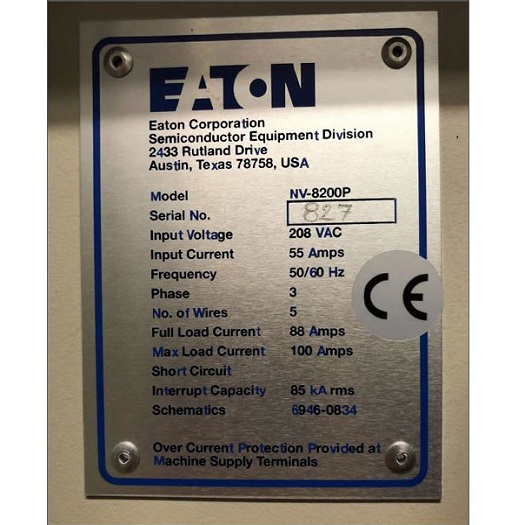 EATON
Eaton Corporation
Semiconductor Equipment Division
2433 Rutland Drive
Austin, Texas 78758, USA
Model NV-8200P
Serial No. 827
Input Voltage 208 VAC
Input Current 55 Amps
Frequency 50/60 Hz
Phase 3
No. of Wires 5
Full Load Current 88 Amps
Max Load Current 100 Amps
Short Circuit
Interrupt Capacity 85 kA rms
Schematics 6946-0834
CE
Over Current Protection Provided at
Machine Supply Terminals